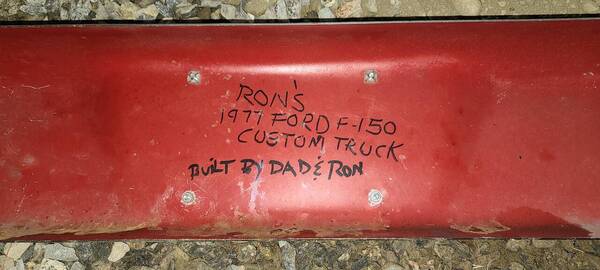 RON'S
1977 FORD F-150
CUSTOM TRUCK
BUILT BY DAD & RON